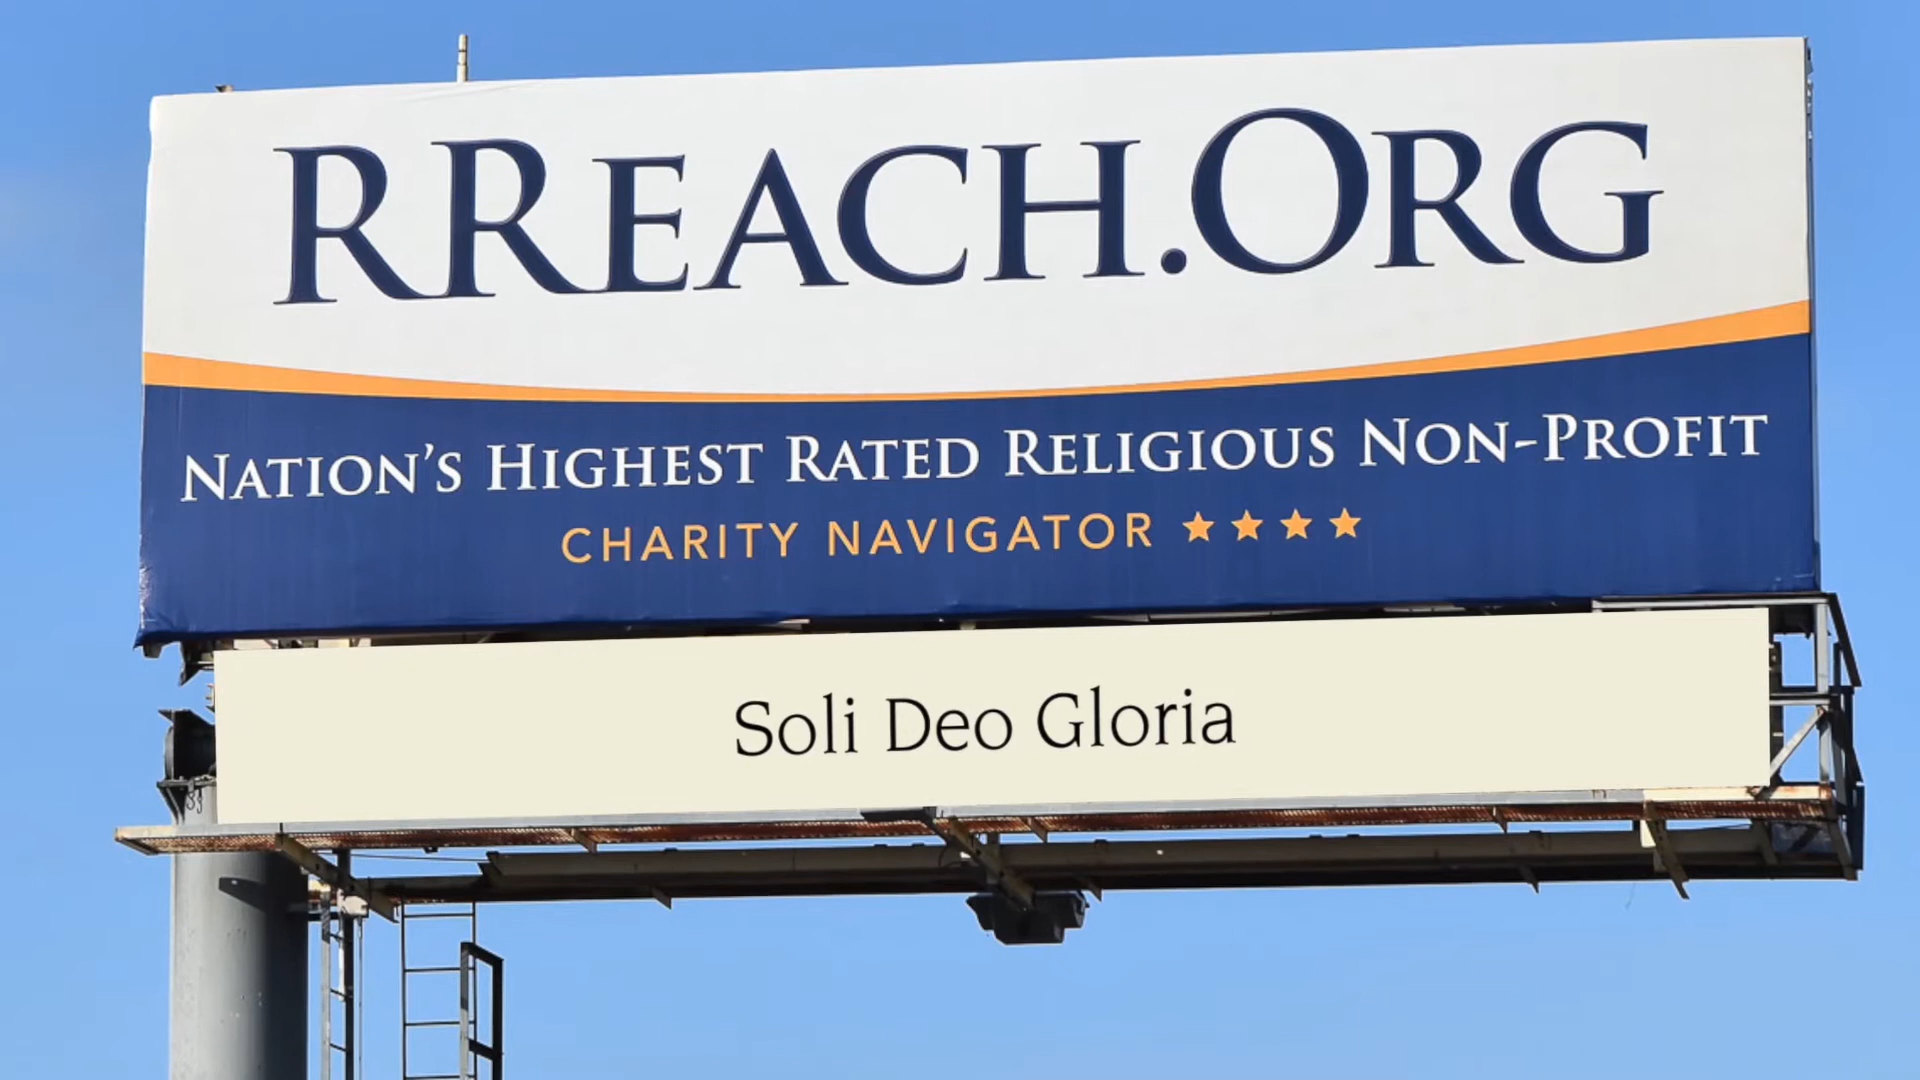 RREACH.ORG
NATION'S HIGHEST RATED RELIGIOUS NON-PROFIT
CHARITY NAVIGATOR ★★★★
Soli Deo Gloria